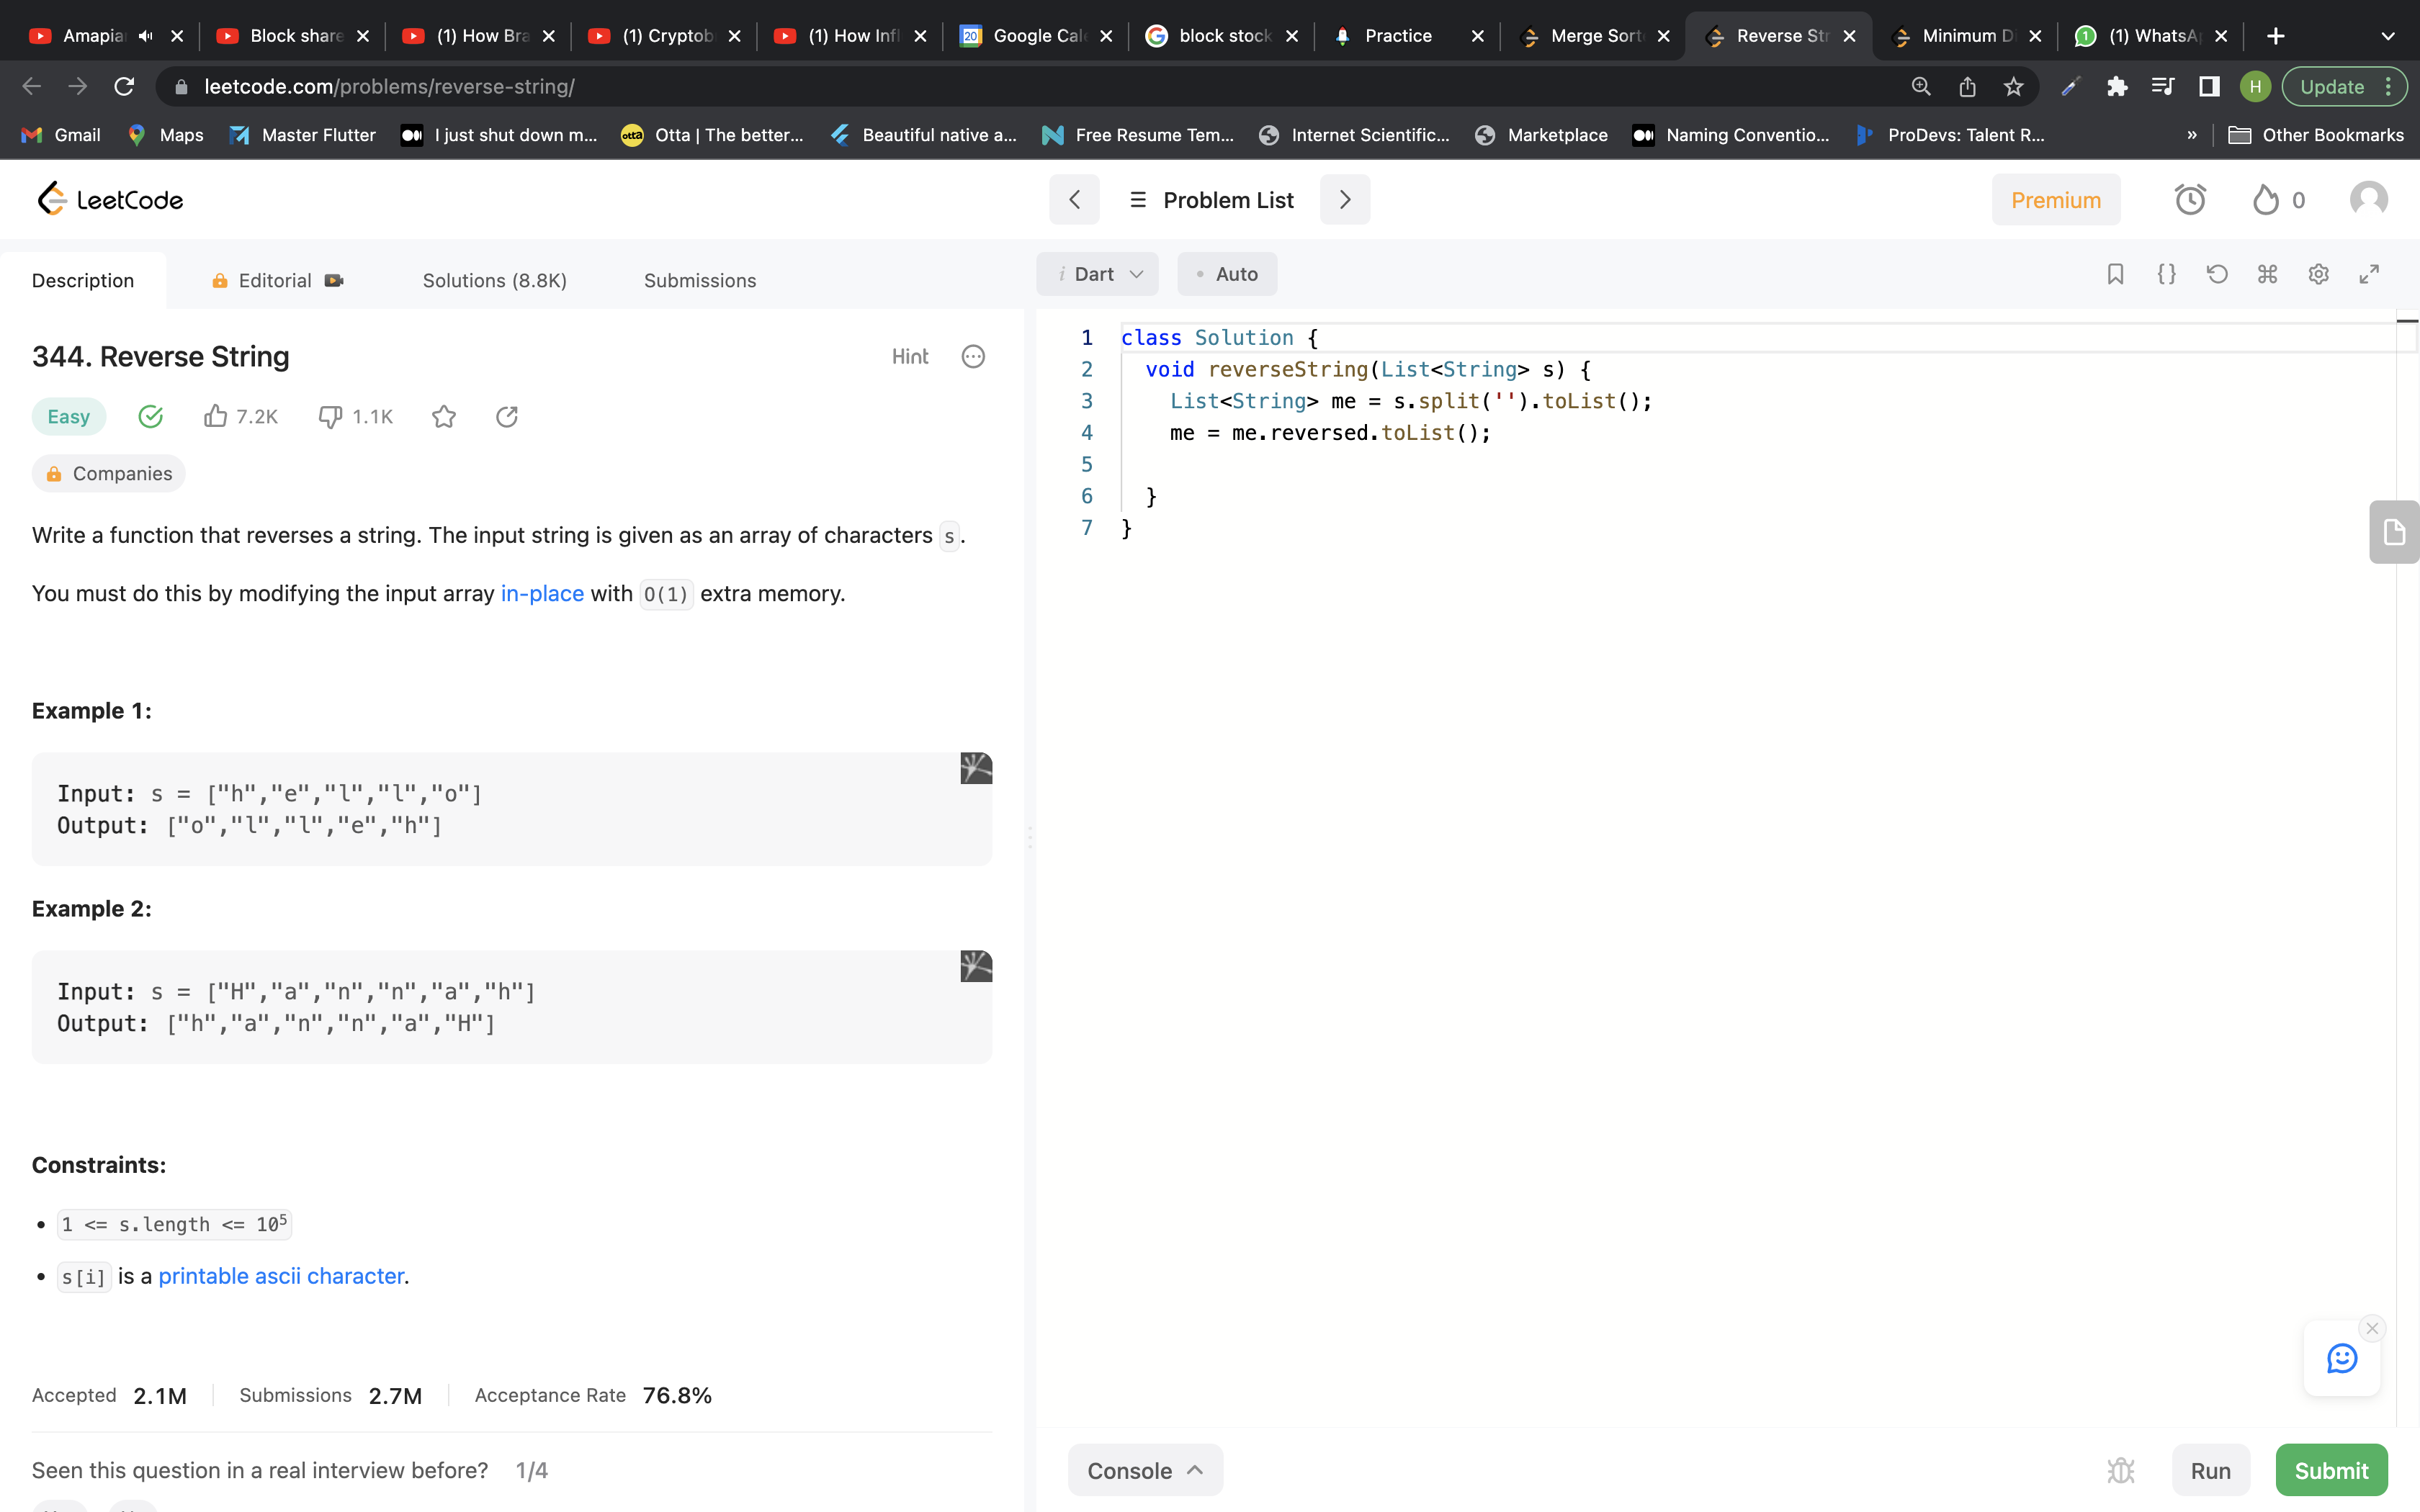 Amapia Block share (1) How Bra (1) Cryptob (1) How Infl Google Cale block stock Practice Merge Sort Reverse Str Minimum D (1) WhatsAp
leetcode.com/problems/reverse-string/ H Update
Gmail Maps Master Flutter I just shut down m... Otta | The better... Beautiful native a... Free Resume Tem... Internet Scientific... Marketplace Naming Conventio... ProDevs: Talent R... » Other Bookmarks
LeetCode Problem List Premium 0
Description Editorial Solutions (8.8K) Submissions
i Dart • Auto
344. Reverse String Hint
Easy 7.2K 1.1K
Companies
Write a function that reverses a string. The input string is given as an array of characters s.
You must do this by modifying the input array in-place with O(1) extra memory.
Example 1:
Input: s = ["h","e","l","l","o"]
Output: ["o","l","l","e","h"]
Example 2:
Input: s = ["H","a","n","n","a","h"]
Output: ["h","a","n","n","a","H"]
Constraints:
• 1 <= s.length <= 10⁵
• s[i] is a printable ascii character.
Accepted 2.1M Submissions 2.7M Acceptance Rate 76.8%
Seen this question in a real interview before? 1/4
1 class Solution {
2 void reverseString(List<String> s) {
3 List<String> me = s.split('').toList();
4 me = me.reversed.toList();
5
6 }
7 }
Console Run Submit